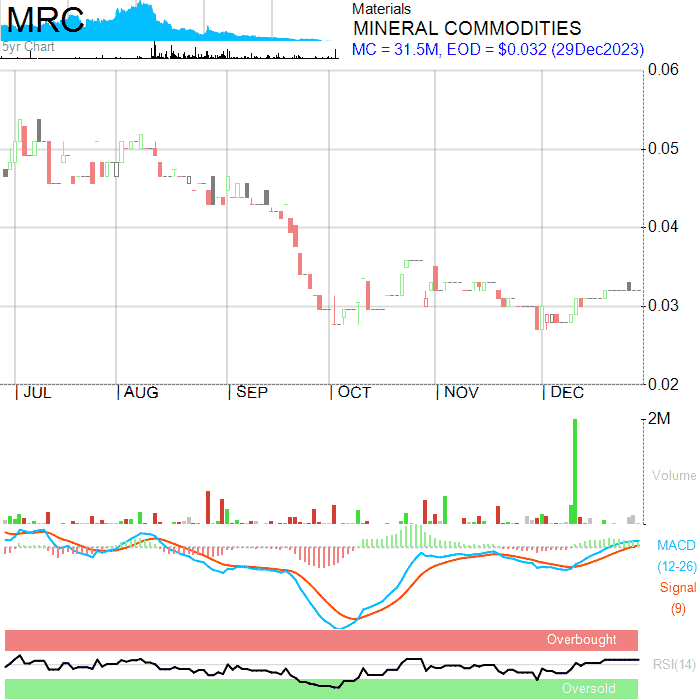 MRC
5yr Chart
Materials
MINERAL COMMODITIES
MC = 31.5M, EOD = $0.032 (29Dec2023)
0.06
0.05
0.04
0.03
0.02
JUL AUG SEP OCT NOV DEC
2M
Volume
MACD
(12-26)
Signal
(9)
Overbought
RSI(14)
Oversold